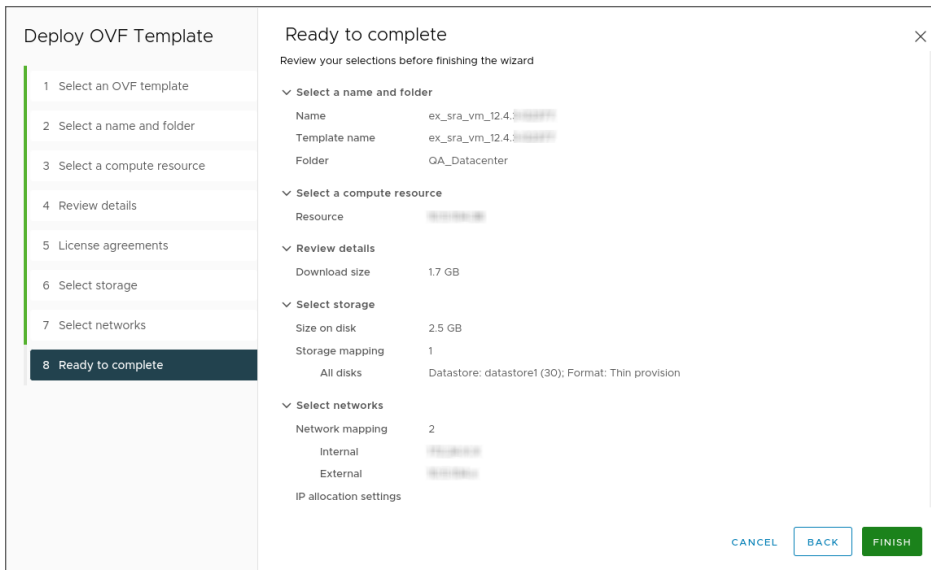 Deploy OVF Template
1 Select an OVF template
2 Select a name and folder
3 Select a compute resource
4 Review details
5 License agreements
6 Select storage
7 Select networks
8 Ready to complete
Ready to complete
Review your selections before finishing the wizard
Select a name and folder
Name ex_sra_vm_12.4.
Template name ex_sra_vm_12.4.
Folder QA_Datacenter
Select a compute resource
Resource
Review details
Download size 1.7 GB
Select storage
Size on disk 2.5 GB
Storage mapping 1
All disks Datastore: datastore1 (30); Format: Thin provision
Select networks
Network mapping 2
Internal
External
IP allocation settings
CANCEL BACK FINISH